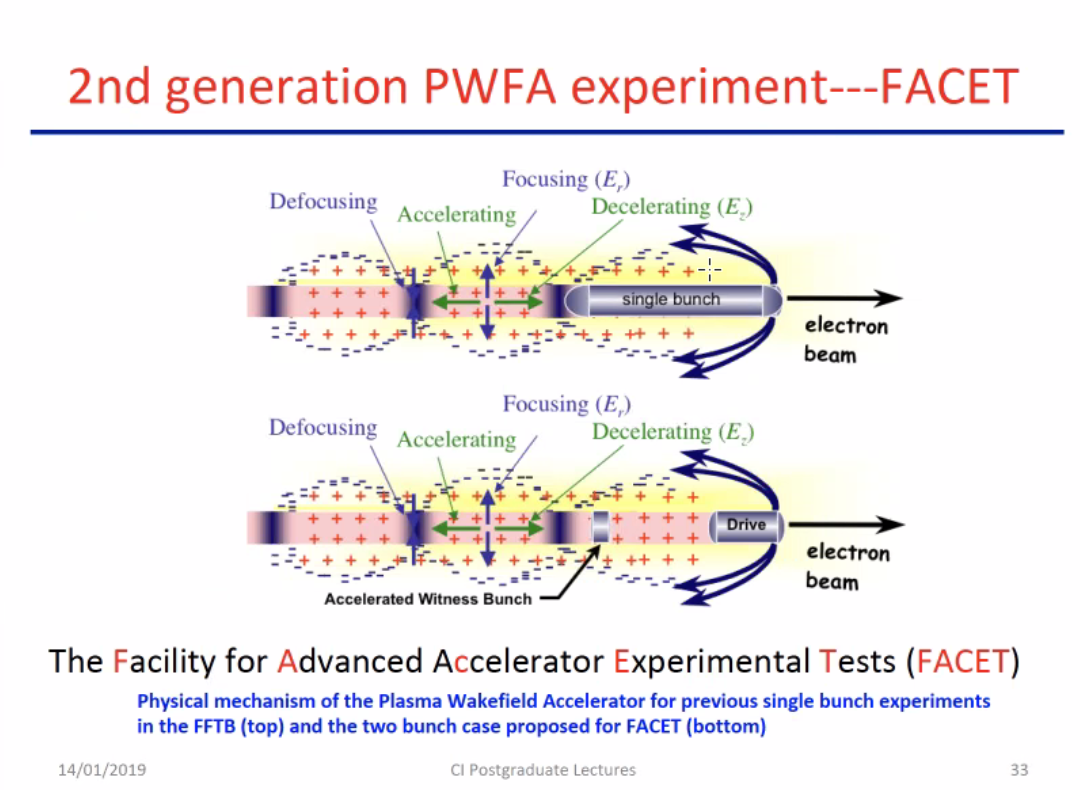 2nd generation PWFA experiment---FACET
Focusing (Er)
Defocusing
Accelerating
Decelerating (Ez)
single bunch
electron
beam
Focusing (Er)
Defocusing
Accelerating
Decelerating (Ez)
Drive
electron
beam
Accelerated Witness Bunch
The Facility for Advanced Accelerator Experimental Tests (FACET)
Physical mechanism of the Plasma Wakefield Accelerator for previous single bunch experiments
in the FFTB (top) and the two bunch case proposed for FACET (bottom)
14/01/2019
CI Postgraduate Lectures
33